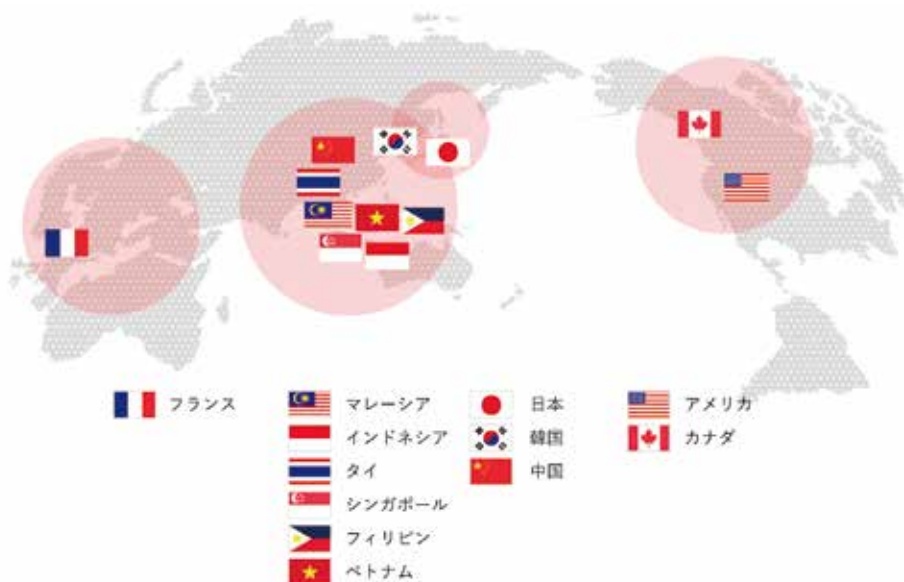 フランス
マレーシア
インドネシア
タイ
シンガポール
フィリピン
ベトナム
日本
韓国
中国
アメリカ
カナダ